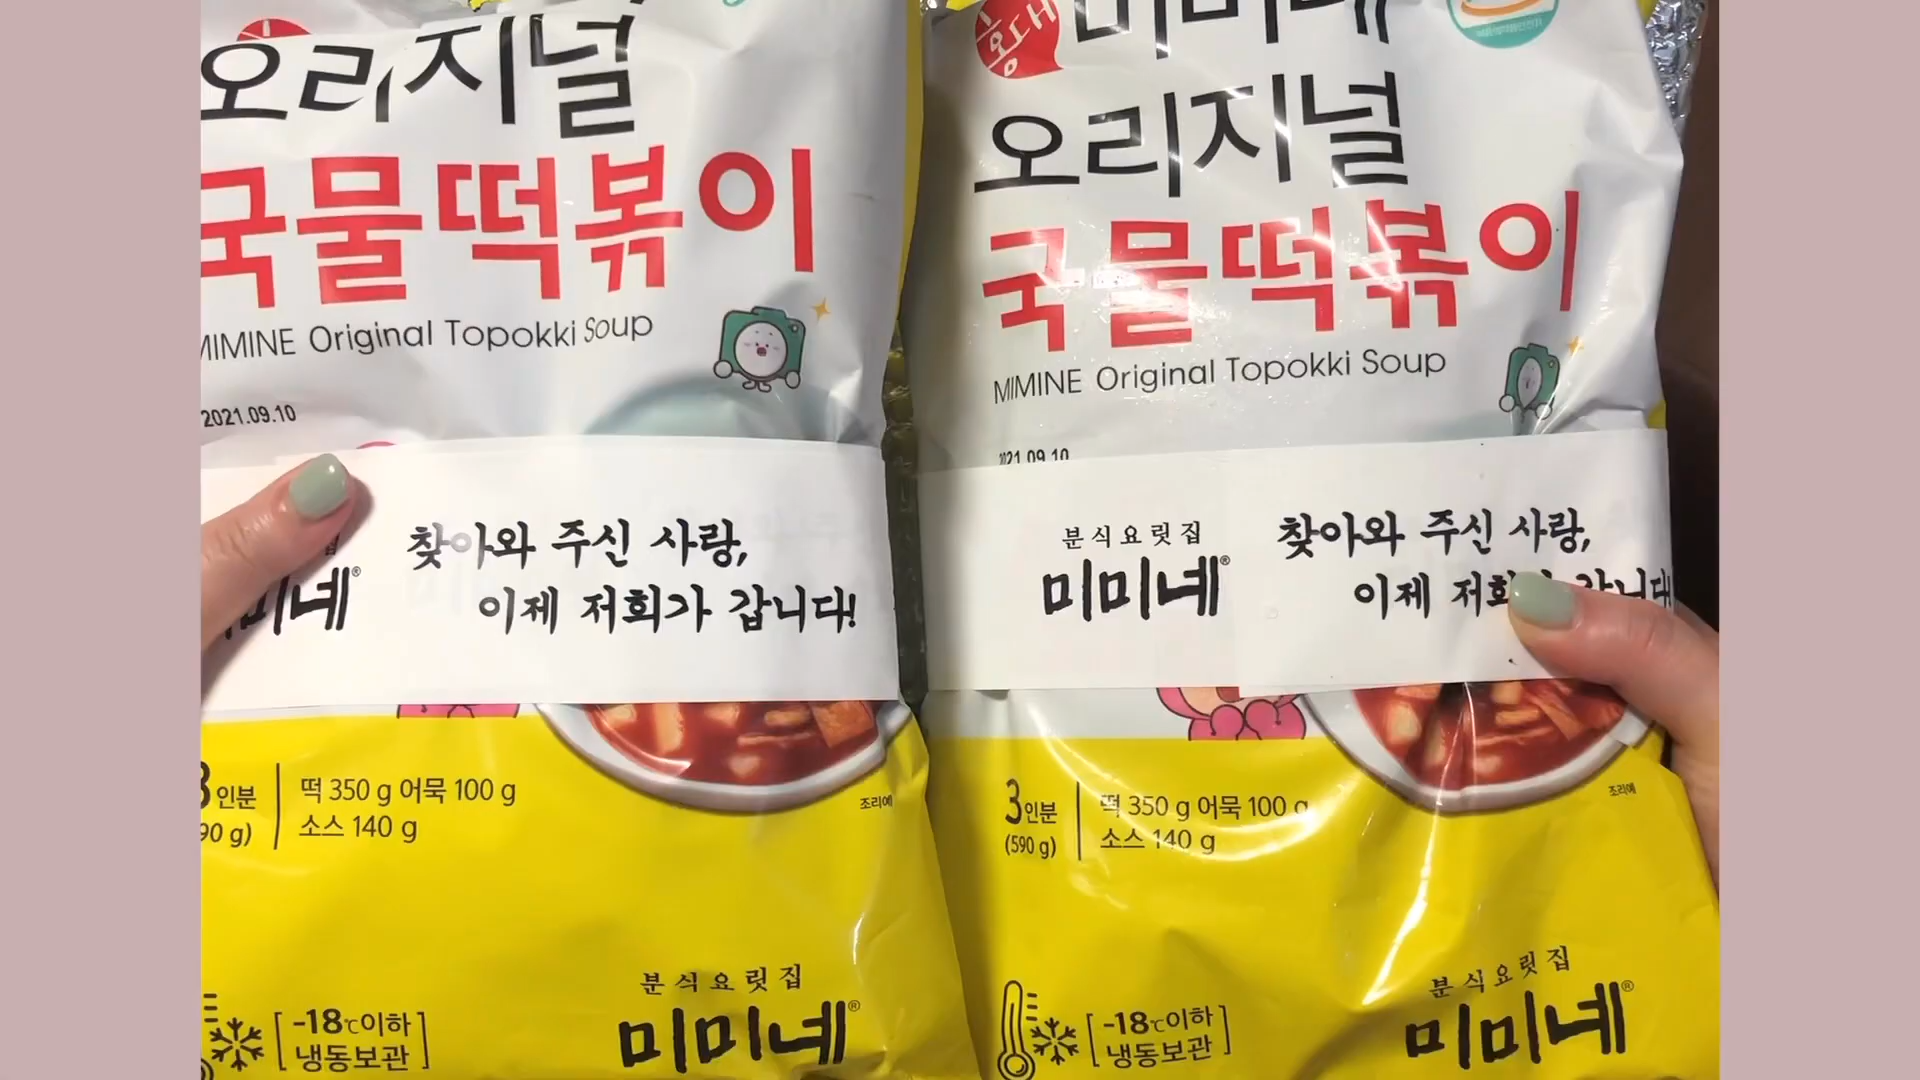 오리지널
국물떡볶이
MIMINE Original Topokki Soup
2021.09.10
미네®
찾아와 주신 사랑,
이제 저희가 갑니다!
인분
떡 350 g 어묵 100 g
소스 140 g
조리예
분식요릿집
미미네®
-18℃이하
냉동보관
홍대
미미네
오리지널
국물떡볶이
MIMINE Original Topokki Soup
2021.09.10
분식요릿집
미미네®
찾아와 주신 사랑,
이제 저희가 갑니다!
3인분
(590 g)
떡 350 g 어묵 100 g
소스 140 g
조리예
분식요릿집
미미네®
-18℃이하
냉동보관